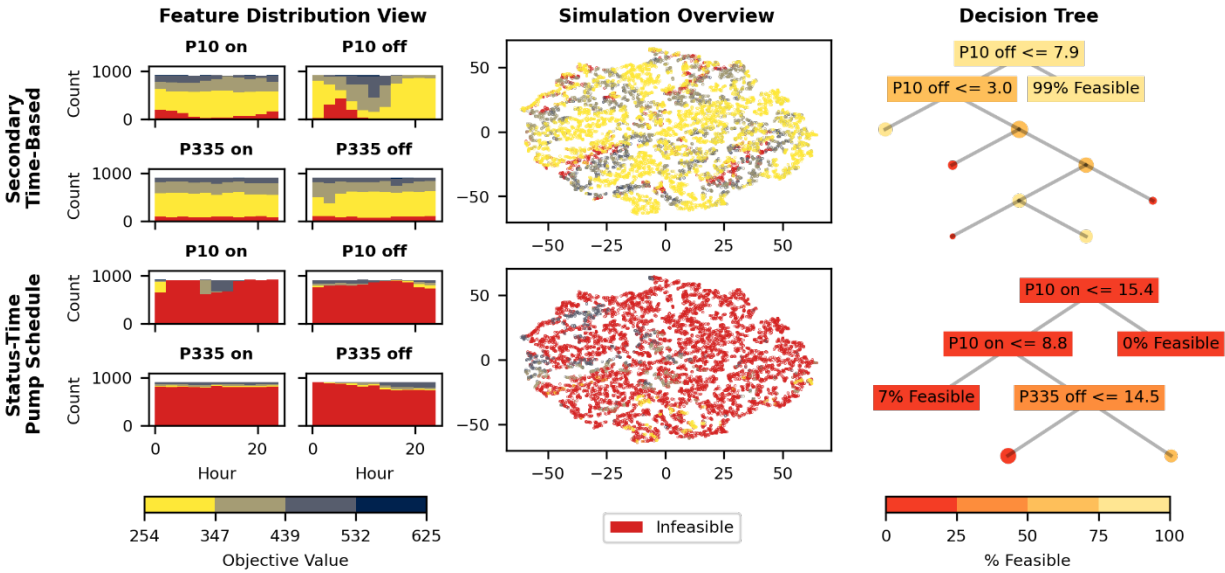 Feature Distribution View
Simulation Overview
Decision Tree
Secondary
Time-Based
P10 on
P10 off
Count
1000
0
P335 on
P335 off
Count
1000
0
50
0
−50
−50
−25
0
25
50
P10 off <= 7.9
P10 off <= 3.0
99% Feasible
Status-Time
Pump Schedule
P10 on
P10 off
Count
1000
0
P335 on
P335 off
Count
1000
0
0
20
0
20
Hour
Hour
50
0
−50
−50
−25
0
25
50
P10 on <= 15.4
P10 on <= 8.8
0% Feasible
7% Feasible
P335 off <= 14.5
254
347
439
532
625
Objective Value
Infeasible
0
25
50
75
100
% Feasible